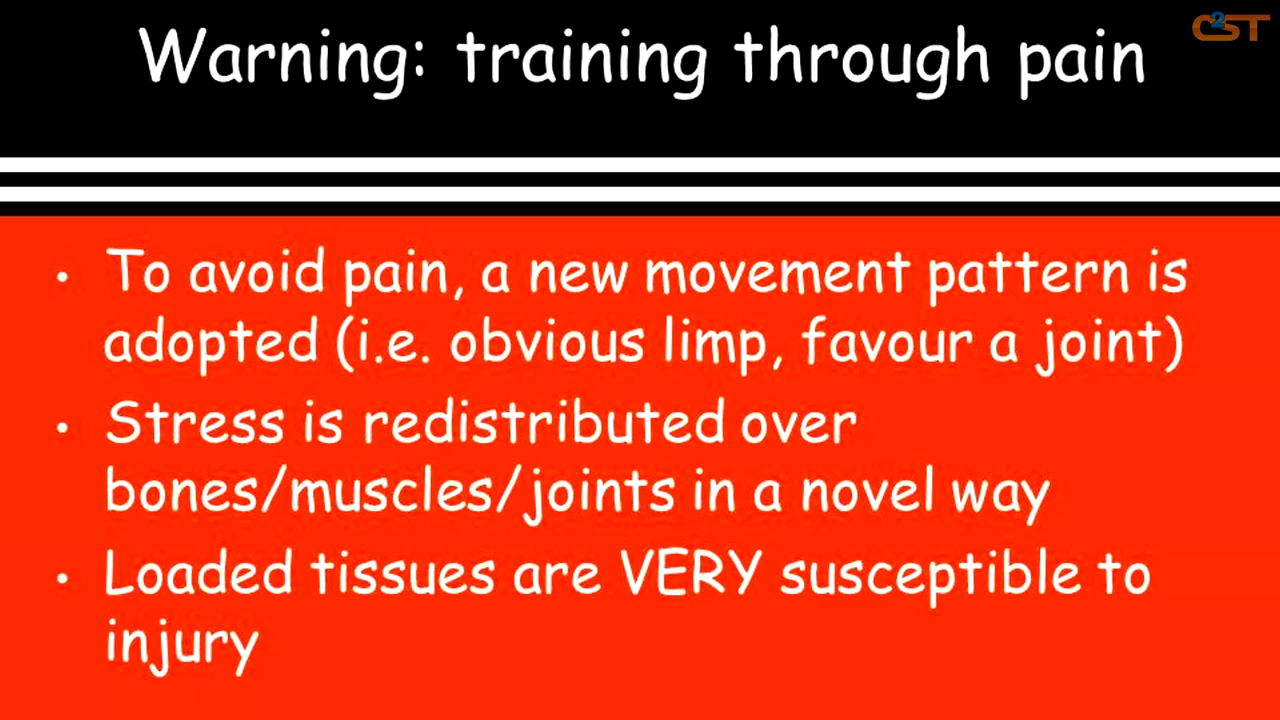 C2ST
Warning: training through pain
• To avoid pain, a new movement pattern is
adopted (i.e. obvious limp, favour a joint)
• Stress is redistributed over
bones/muscles/joints in a novel way
• Loaded tissues are VERY susceptible to
injury